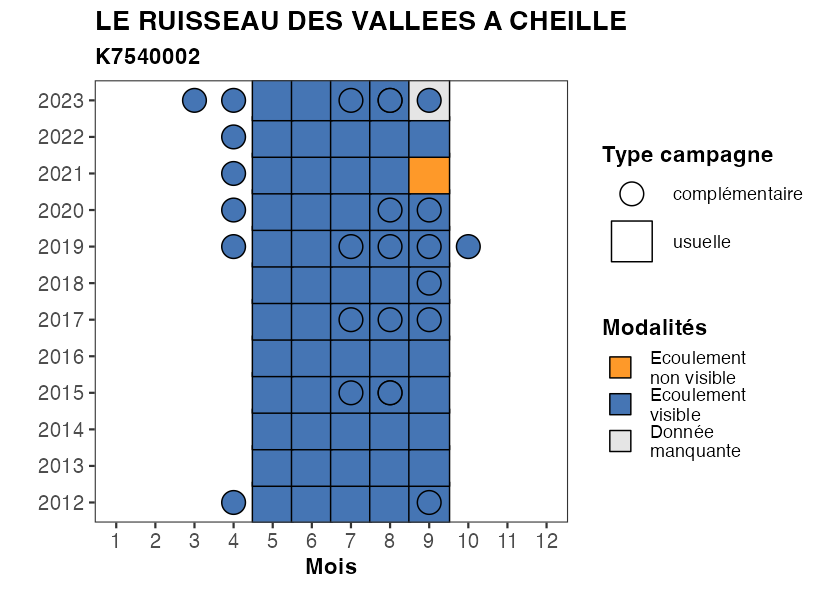 LE RUISSEAU DES VALLEES A CHEILLE
K7540002
2023
2022
2021
2020
2019
2018
2017
2016
2015
2014
2013
2012
1 2 3 4 5 6 7 8 9 10 11 12
Mois
Type campagne
complémentaire
usuelle
Modalités
Ecoulement
non visible
Ecoulement
visible
Donnée
manquante